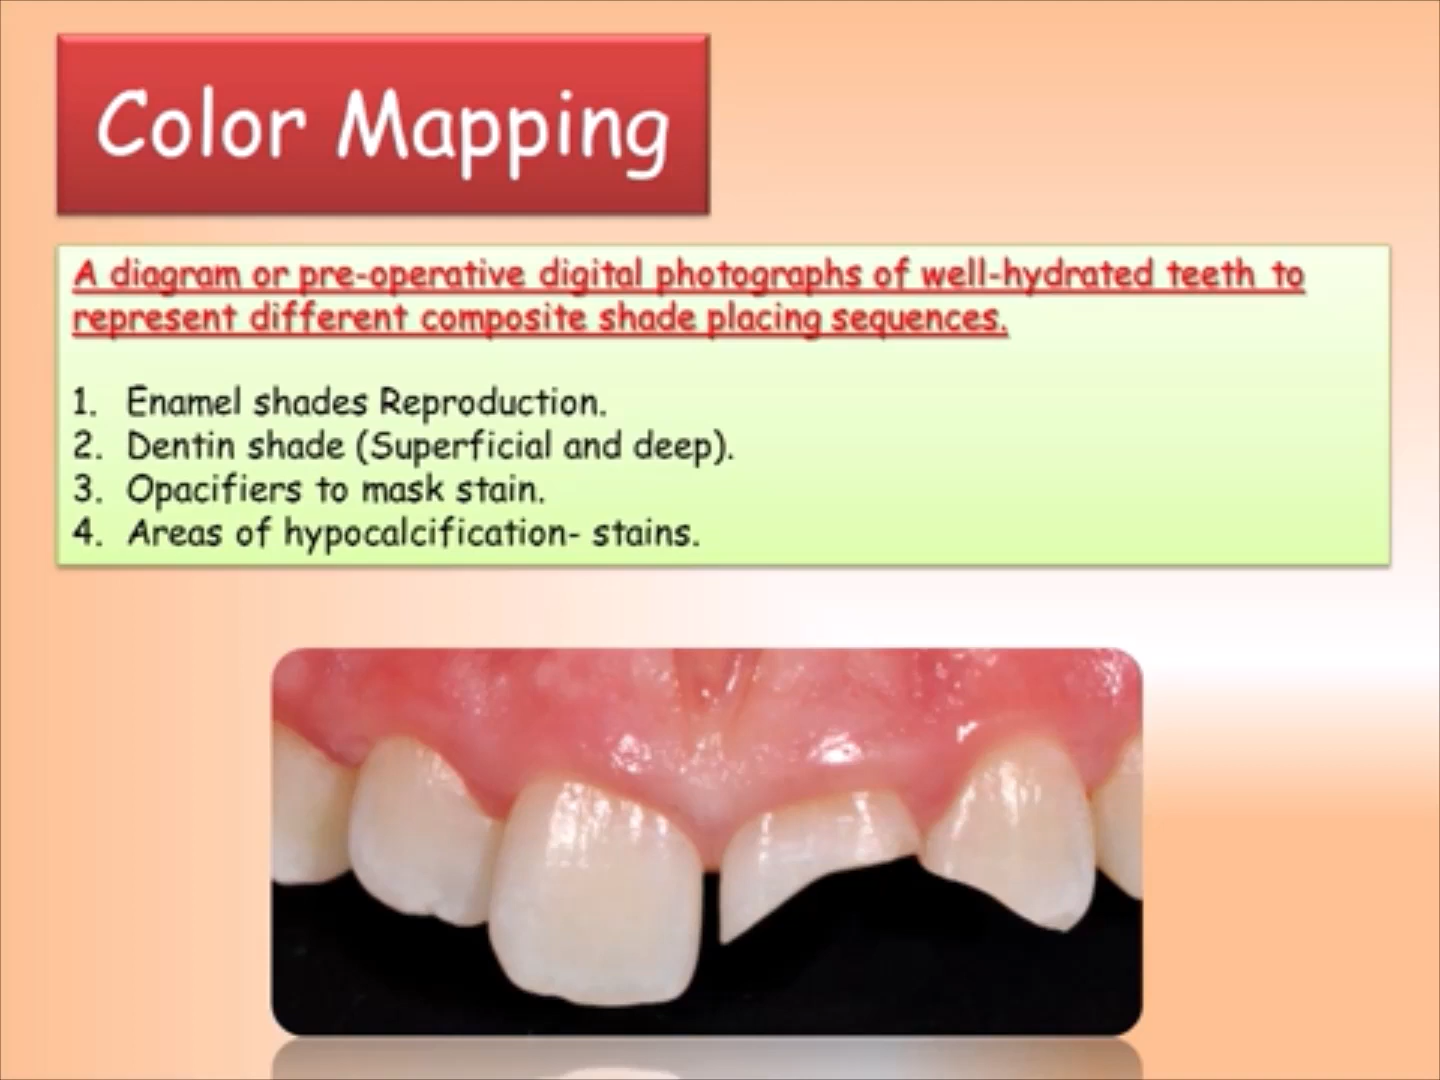 Color Mapping
A diagram or pre-operative digital photographs of well-hydrated teeth to
represent different composite shade placing sequences.
1. Enamel shades Reproduction.
2. Dentin shade (Superficial and deep).
3. Opacifiers to mask stain.
4. Areas of hypocalcification- stains.